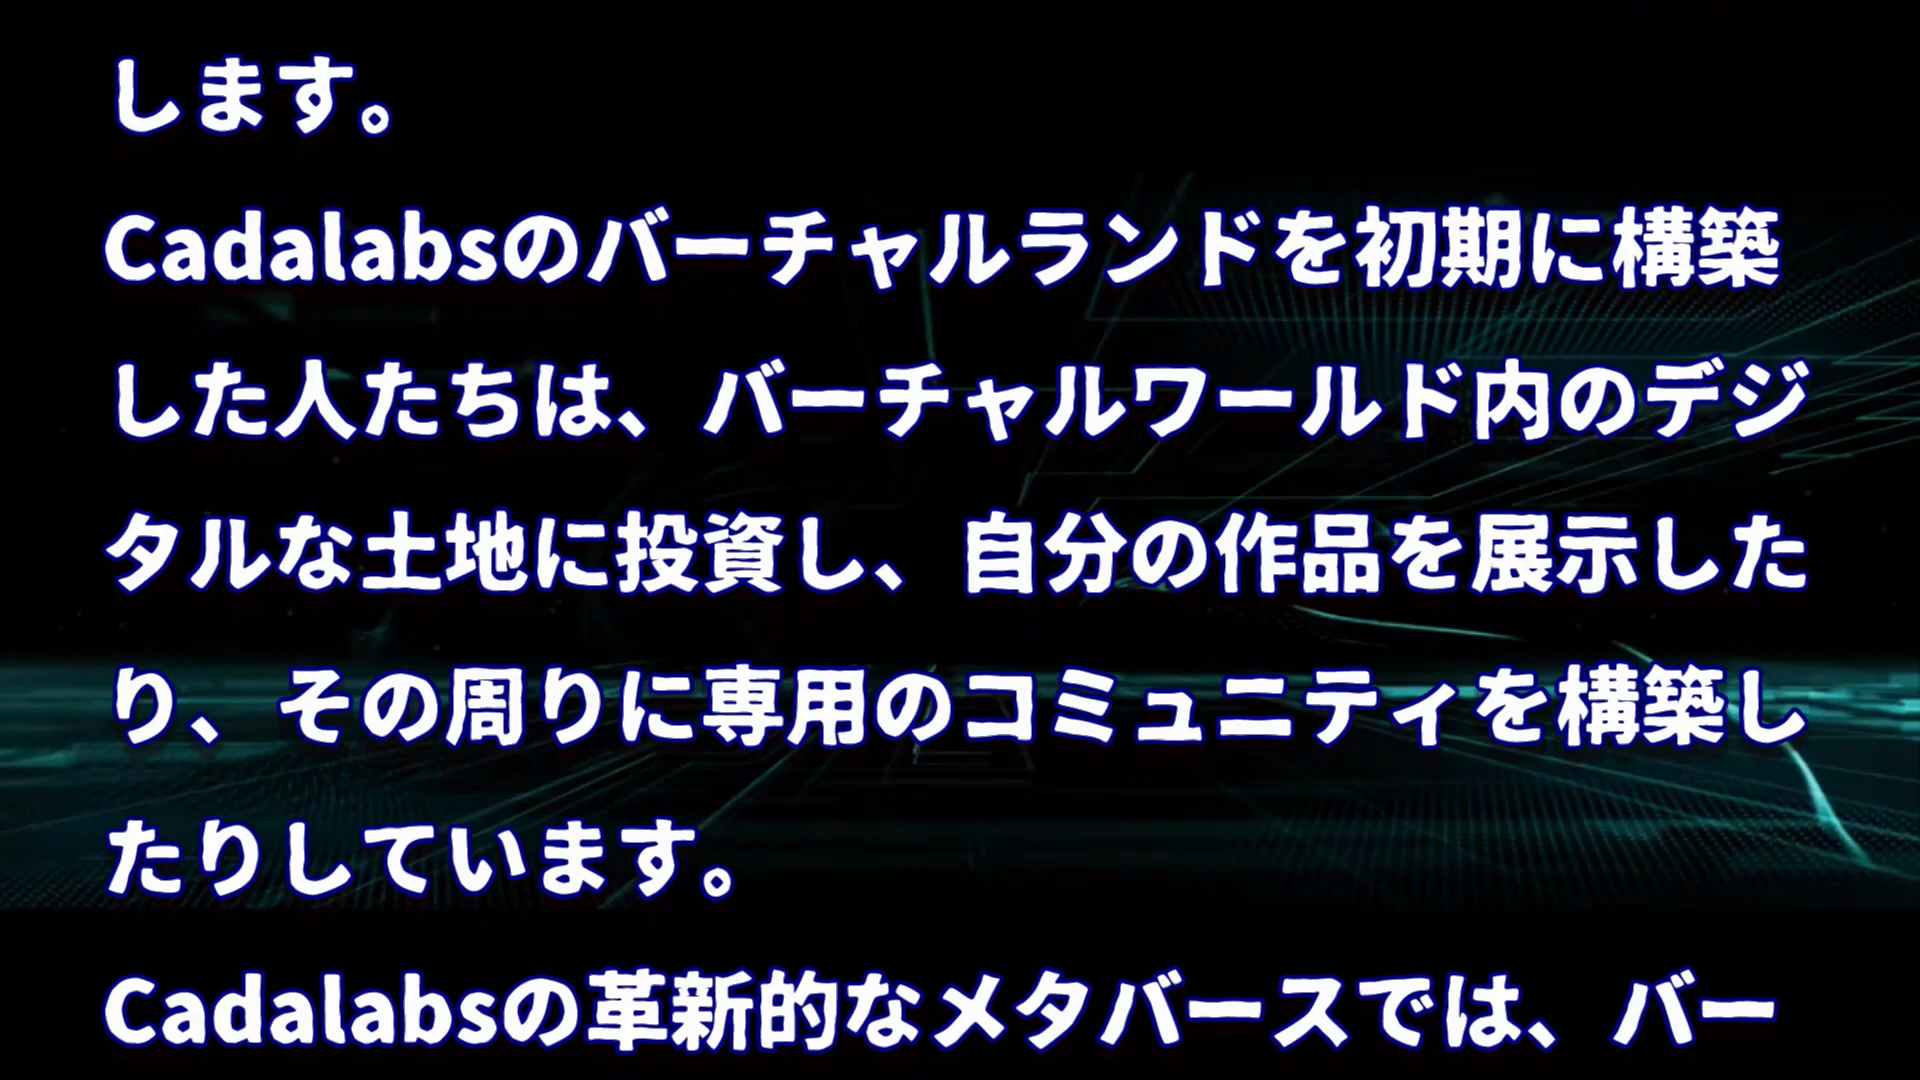 します。
Cadalabsのバーチャルランドを初期に構築
した人たちは、バーチャルワールド内のデジ
タルな土地に投資し、自分の作品を展示した
り、その周りに専用のコミュニティを構築し
たりしています。
Cadalabsの革新的なメタバースでは、バー